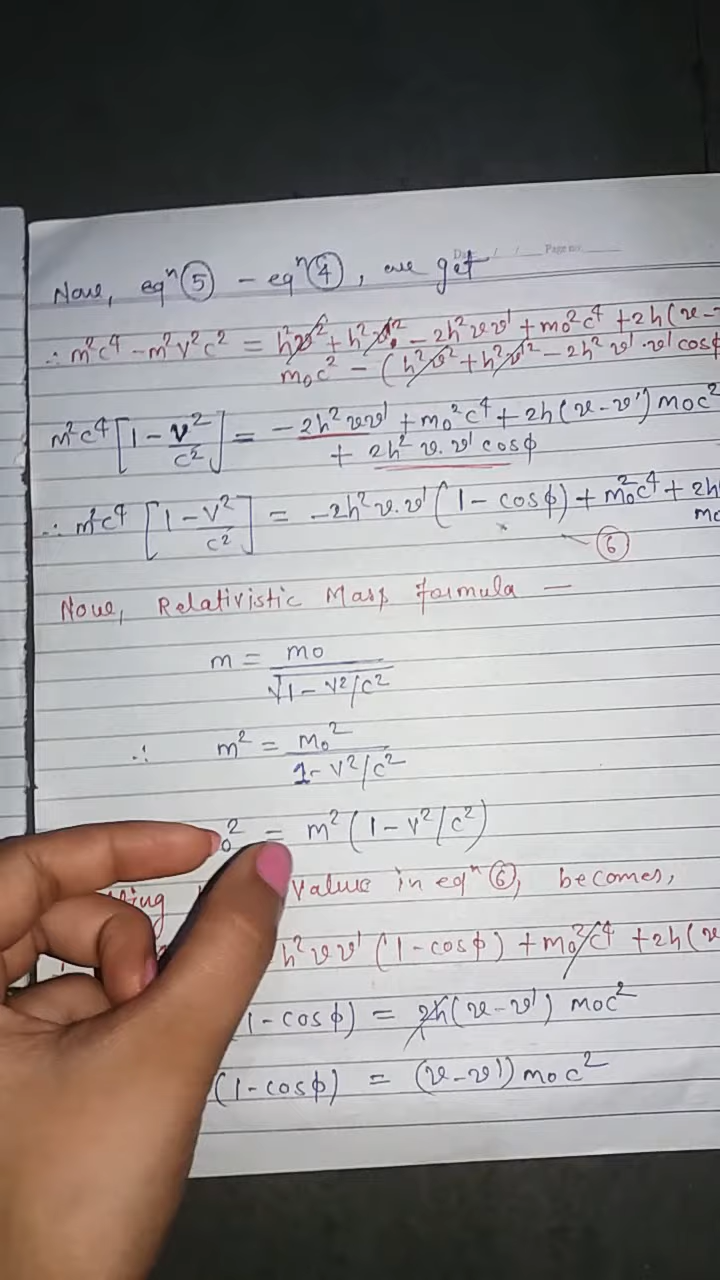 Now, eqⁿ ⑤ - eqⁿ ④, we get
Page no:
∴ m²c⁴ - m²v²c² = h²ν² + h²ν'² - 2h²νν' + m₀²c⁴ + 2h(ν-
m₀c² - (h²ν² + h²ν'² - 2h²ν'.ν' cosφ
m²c⁴ [1 - v²/c²] = -2h²νν' + m₀²c⁴ + 2h(ν-ν') m₀c²
+ 2h² ν.ν' cosφ
∴ m²c⁴ [1 - v²/c²] = -2h²ν.ν' (1 - cosφ) + m₀²c⁴ + 2h
m₀
⑥
Now, Relativistic Mass formula —
m = m₀/√1 - v²/c²
∴ m² = m₀²/1 - v²/c²
₀² = m² (1 - v²/c²)
value in eqⁿ ⑥, becomes,
h²νν' (1 - cosφ) + m₀²c⁴ + 2h(ν
1 - cosφ) = 2h(ν-ν') m₀c²
(1 - cosφ) = (ν-ν') m₀c²